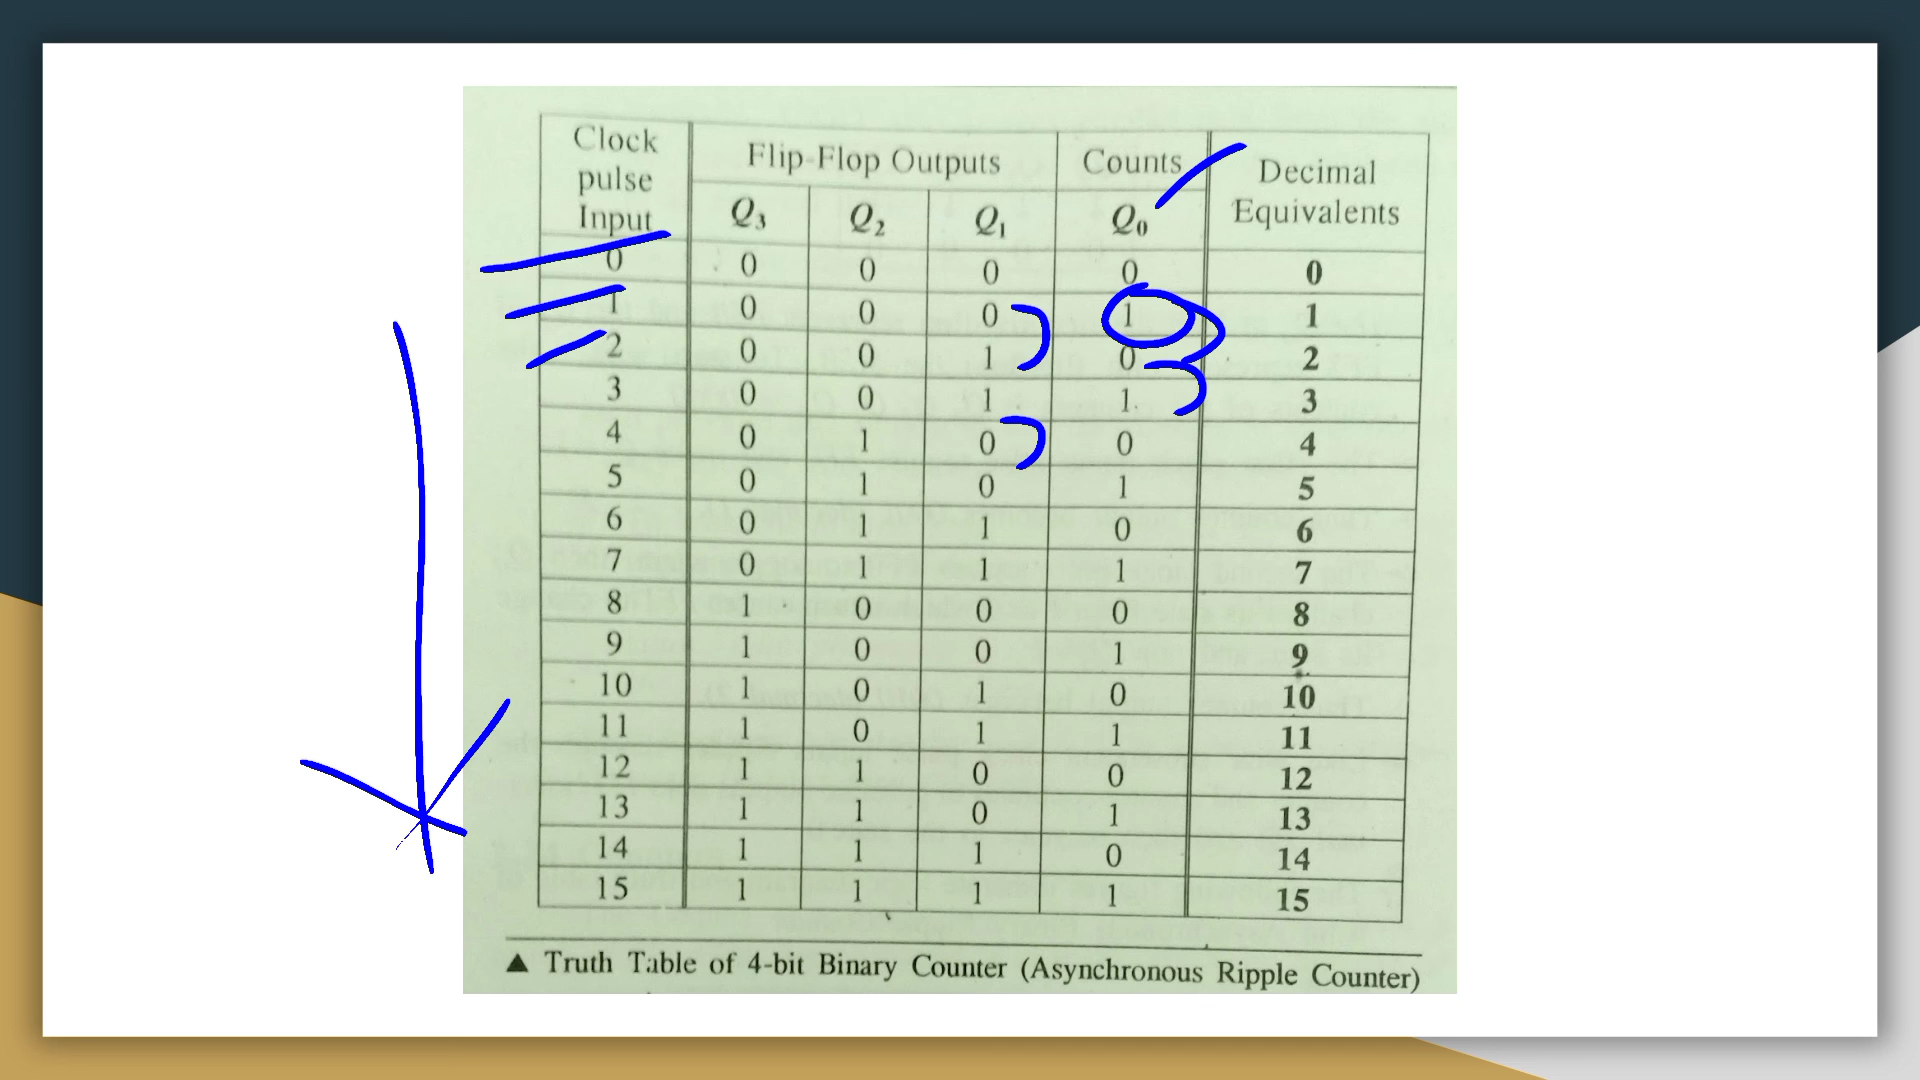 Clock pulse Input Flip-Flop Outputs Counts Decimal Equivalents
Q3 Q2 Q1 Q0
0 0 0 0 0 0
1 0 0 0 1 1
2 0 0 1 0 2
3 0 0 1 1 3
4 0 1 0 0 4
5 0 1 0 1 5
6 0 1 1 0 6
7 0 1 1 1 7
8 1 0 0 0 8
9 1 0 0 1 9
10 1 0 1 0 10
11 1 0 1 1 11
12 1 1 0 0 12
13 1 1 0 1 13
14 1 1 1 0 14
15 1 1 1 1 15
▲ Truth Table of 4-bit Binary Counter (Asynchronous Ripple Counter)